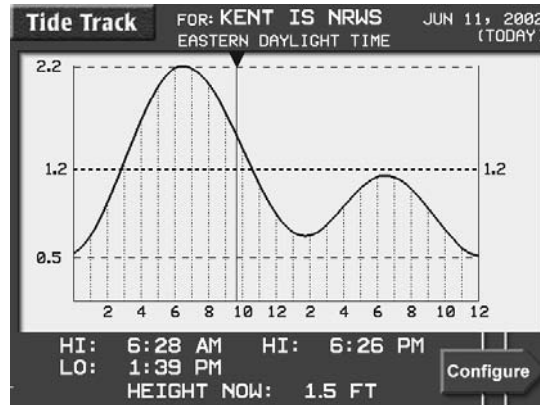 Tide Track
FOR: KENT IS NRWS
JUN 11, 2002
EASTERN DAYLIGHT TIME
(TODAY)
2.2
1.2
1.2
0.5
2 4 6 8 10 12 2 4 6 8 10 12
HI: 6:28 AM HI: 6:26 PM
LO: 1:39 PM
HEIGHT NOW: 1.5 FT
Configure